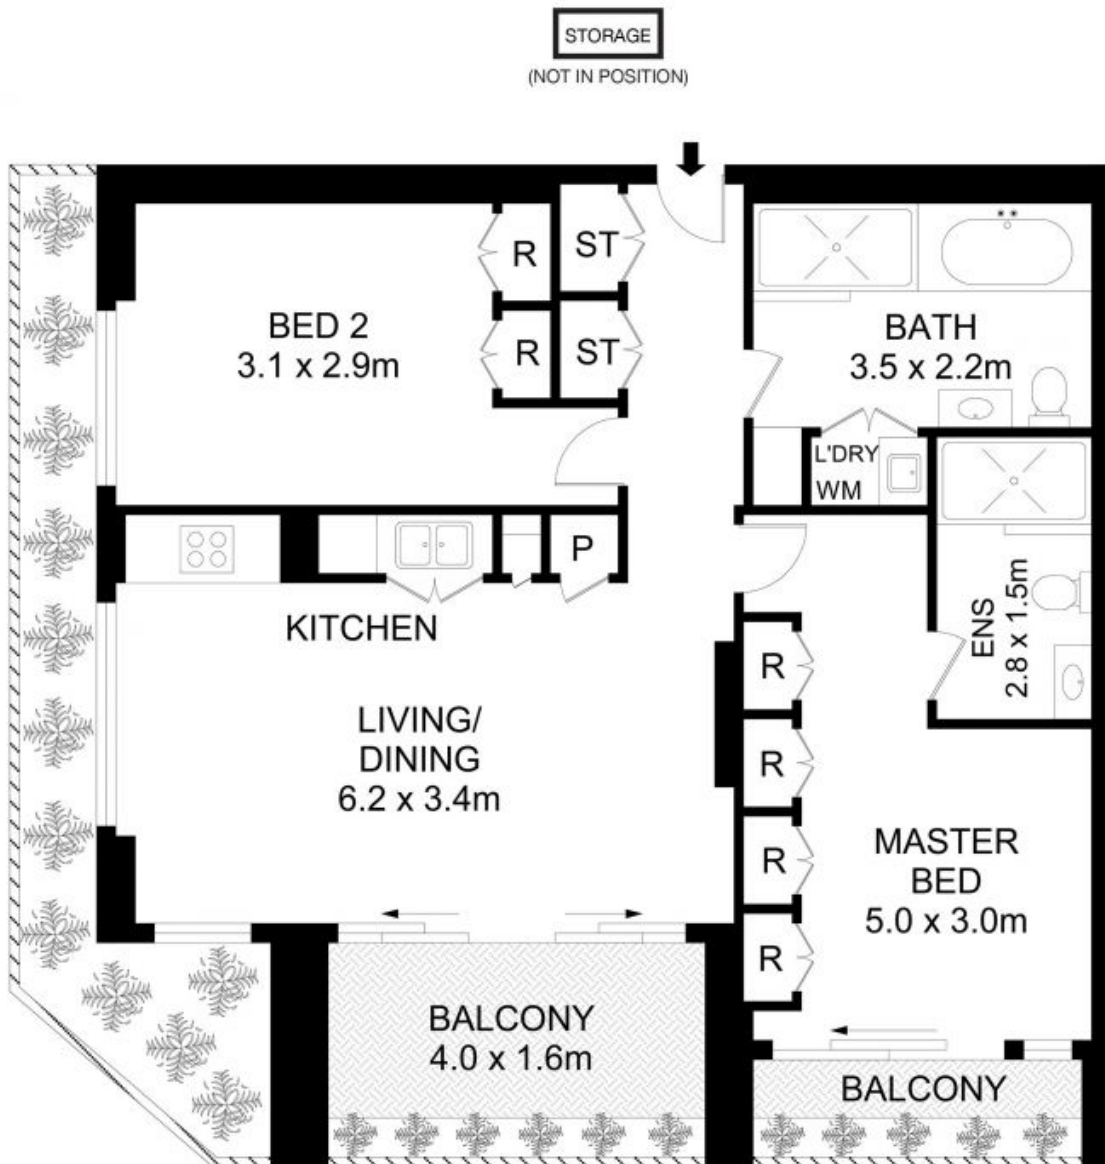 STORAGE
(NOT IN POSITION)
BED 2
3.1 x 2.9m
R
ST
R
ST
BATH
3.5 x 2.2m
L'DRY
WM
P
KITCHEN
ENS
2.8 x 1.5m
LIVING/
DINING
6.2 x 3.4m
R
R
R
R
MASTER
BED
5.0 x 3.0m
BALCONY
4.0 x 1.6m
BALCONY